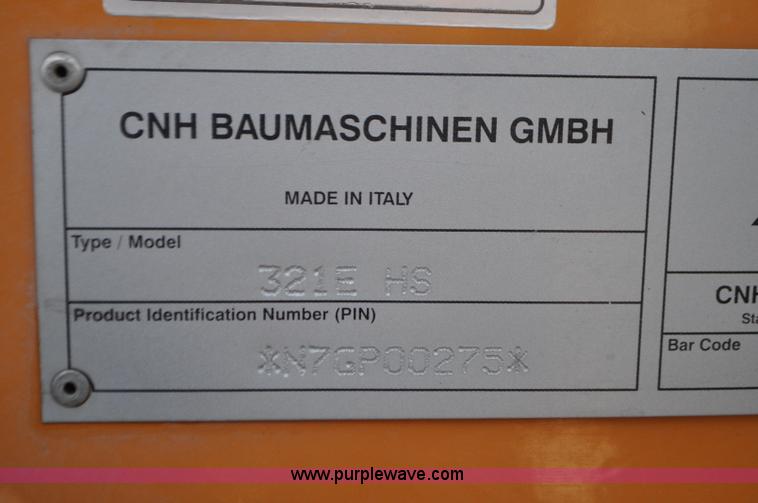 CNH BAUMASCHINEN GMBH
MADE IN ITALY
Type / Model
321E HS
Product Identification Number (PIN)
*N7GP00275*
CNH
Bar Code
www.purplewave.com